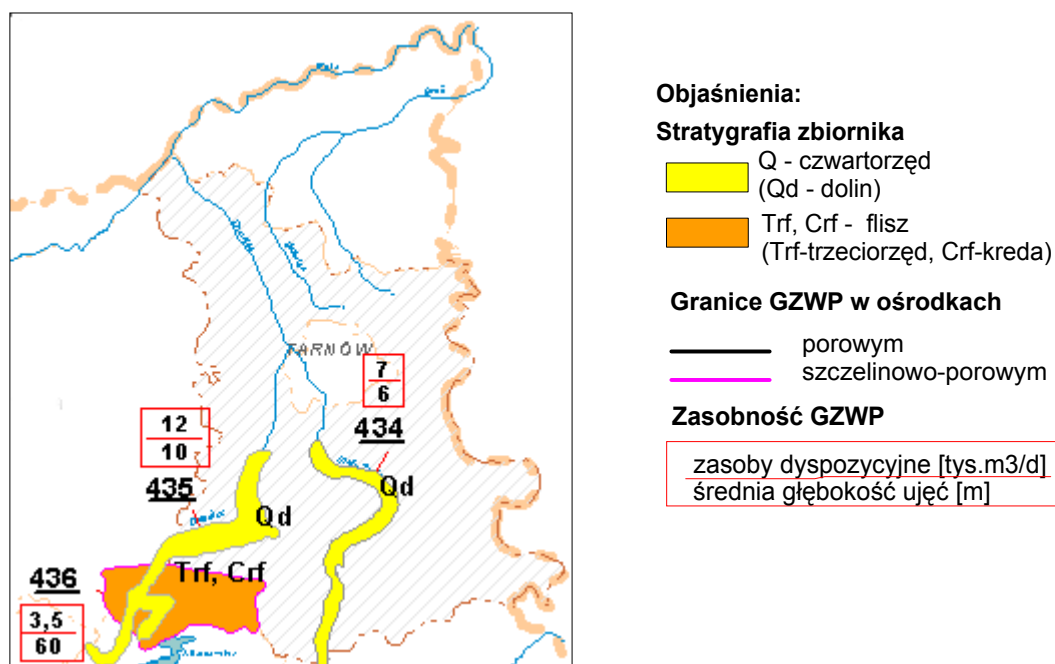 TARNÓW
7
6
434
12
10
435
Qd
Qd
Trf, Crf
436
3,5
60
Objaśnienia:
Stratygrafia zbiornika
Q - czwartorzęd
(Qd - dolin)
Trf, Crf - flisz
(Trf-trzeciorzęd, Crf-kreda)
Granice GZWP w ośrodkach
porowym
szczelinowo-porowym
Zasobność GZWP
zasoby dyspozycyjne [tys.m3/d]
średnia głębokość ujęć [m]